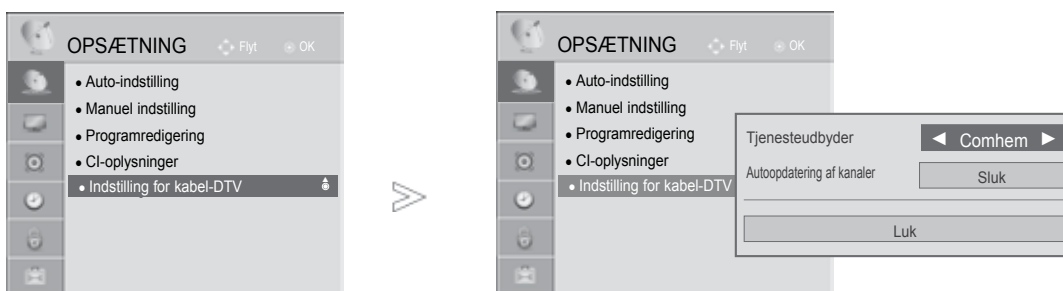 OPSÆTNING Flyt OK
• Auto-indstilling
• Manuel indstilling
• Programredigering
• CI-oplysninger
• Indstilling for kabel-DTV
OPSÆTNING Flyt OK
• Auto-indstilling
• Manuel indstilling
• Programredigering
• CI-oplysninger
• Indstilling for kabel-DTV
Tjenesteudbyder ◄ Comhem ►
Autoopdatering af kanaler Sluk
Luk